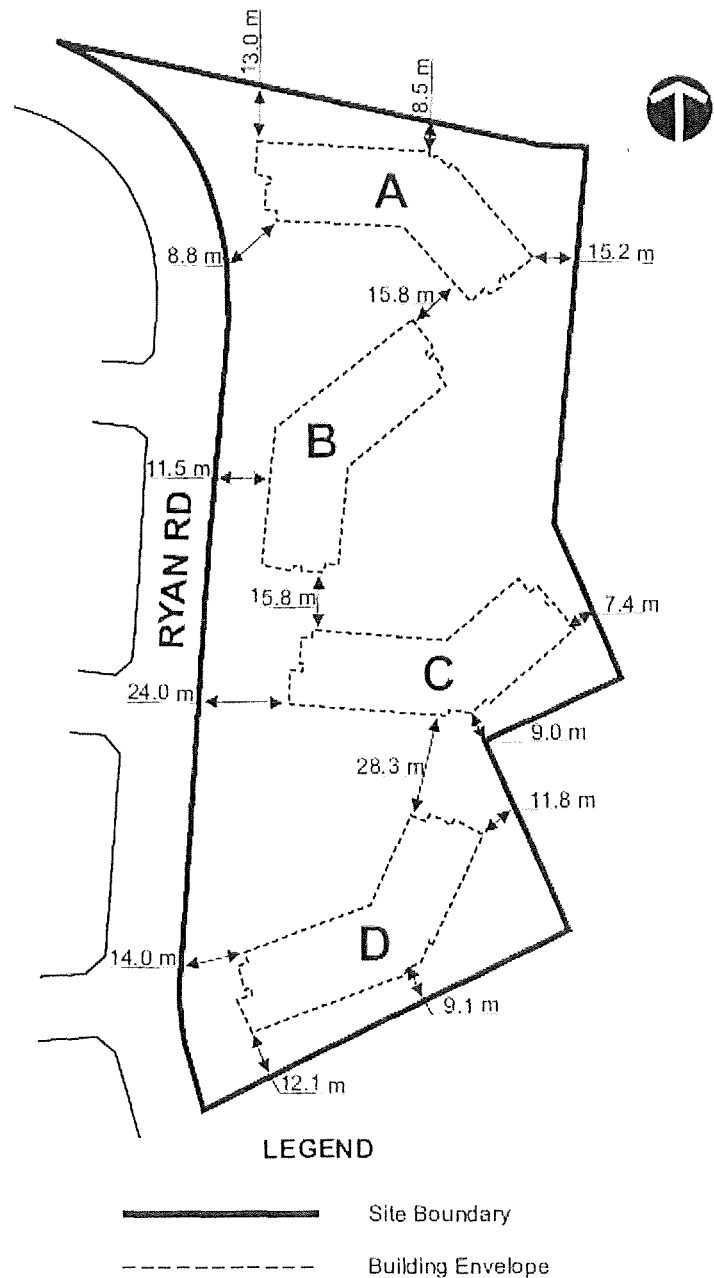 13.0 m
8.5 m
A
8.8 m
15.2 m
15.8 m
B
11.5 m
RYAN RD
15.8 m
7.4 m
C
24.0 m
9.0 m
28.3 m
11.8 m
D
14.0 m
9.1 m
12.1 m
LEGEND
Site Boundary
Building Envelope